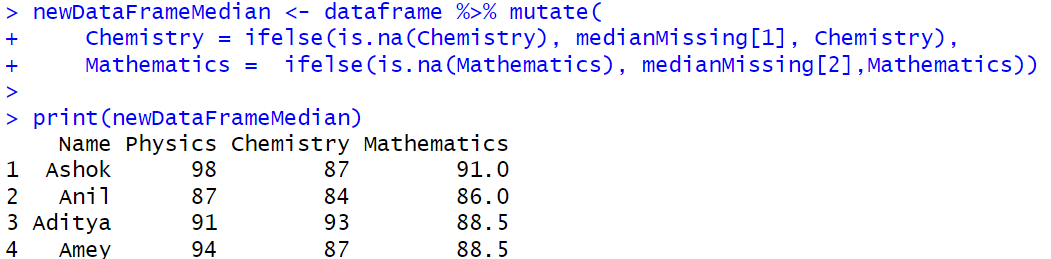 > newDataFrameMedian <- dataframe %>% mutate(
+     Chemistry = ifelse(is.na(Chemistry), medianMissing[1], Chemistry),
+     Mathematics =  ifelse(is.na(Mathematics), medianMissing[2],Mathematics))
>
> print(newDataFrameMedian)
    Name Physics Chemistry Mathematics
1  Ashok      98        87        91.0
2   Anil      87        84        86.0
3 Aditya      91        93        88.5
4   Amey      94        87        88.5